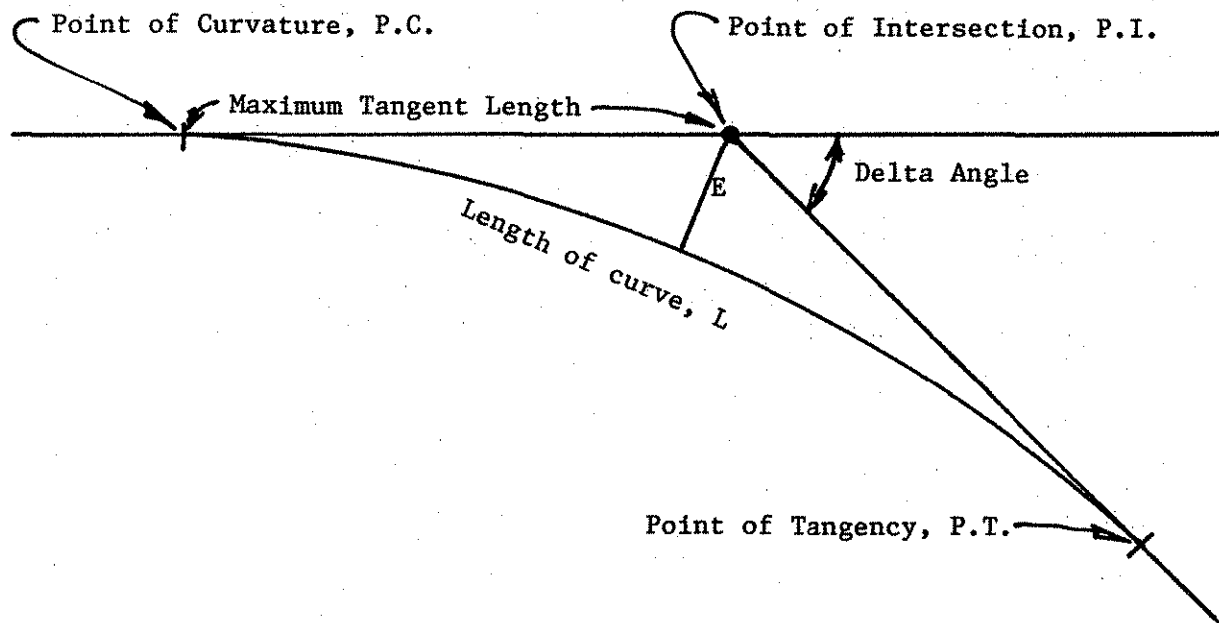 Point of Curvature, P.C.
Point of Intersection, P.I.
Maximum Tangent Length
Delta Angle
E
Length of curve, L
Point of Tangency, P.T.